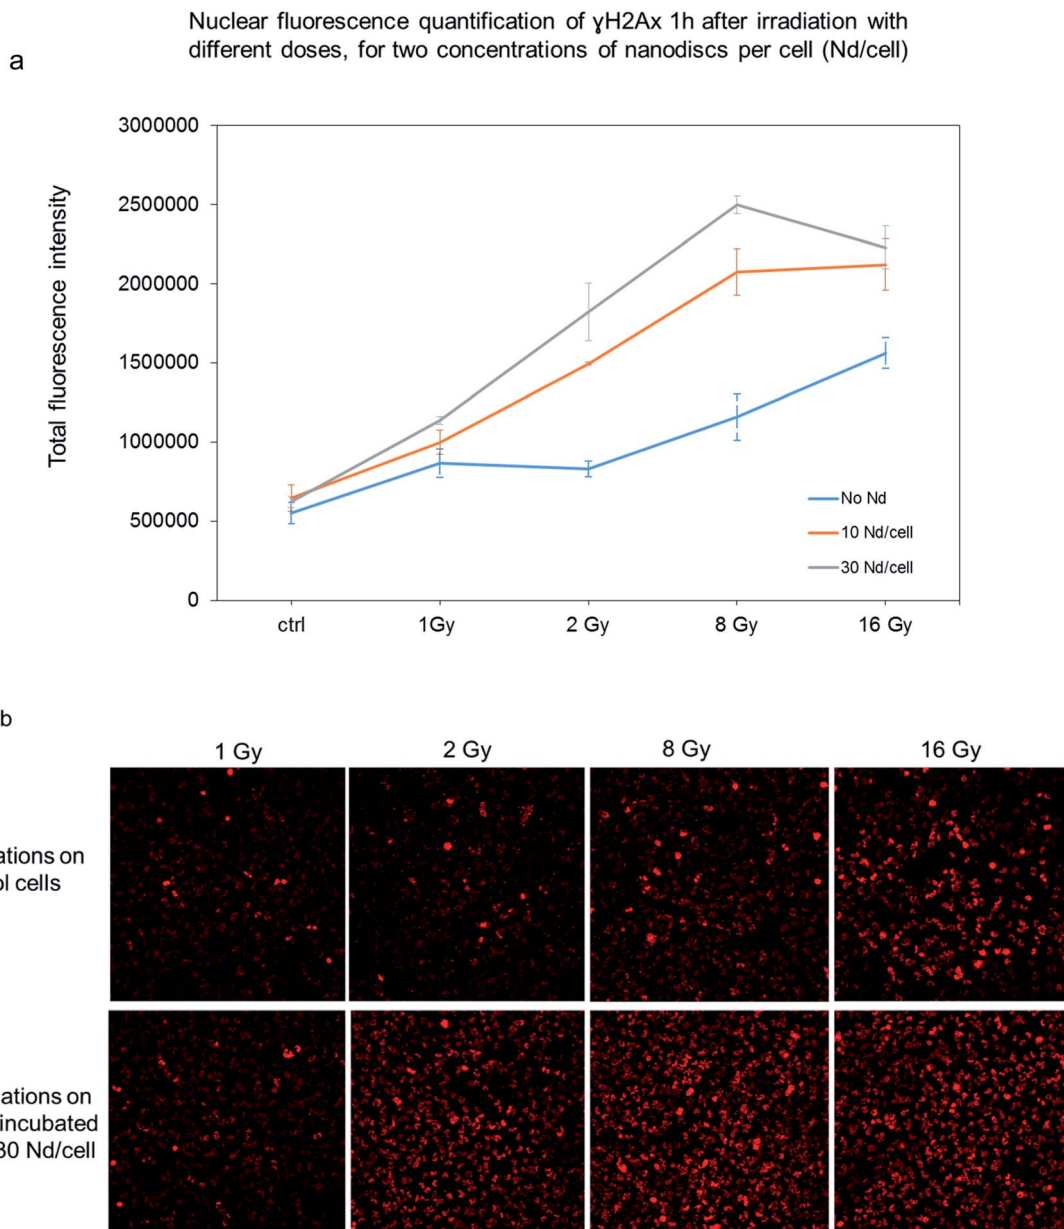 Nuclear fluorescence quantification of ɣH2Ax 1h after irradiation with
different doses, for two concentrations of nanodiscs per cell (Nd/cell)
a
3000000
2500000
2000000
1500000
1000000
500000
0
Total fluorescence intensity
No Nd
10 Nd/cell
30 Nd/cell
ctrl
1Gy
2 Gy
8 Gy
16 Gy
b
1 Gy
2 Gy
8 Gy
16 Gy
ations on
ol cells
ations on
incubated
30 Nd/cell